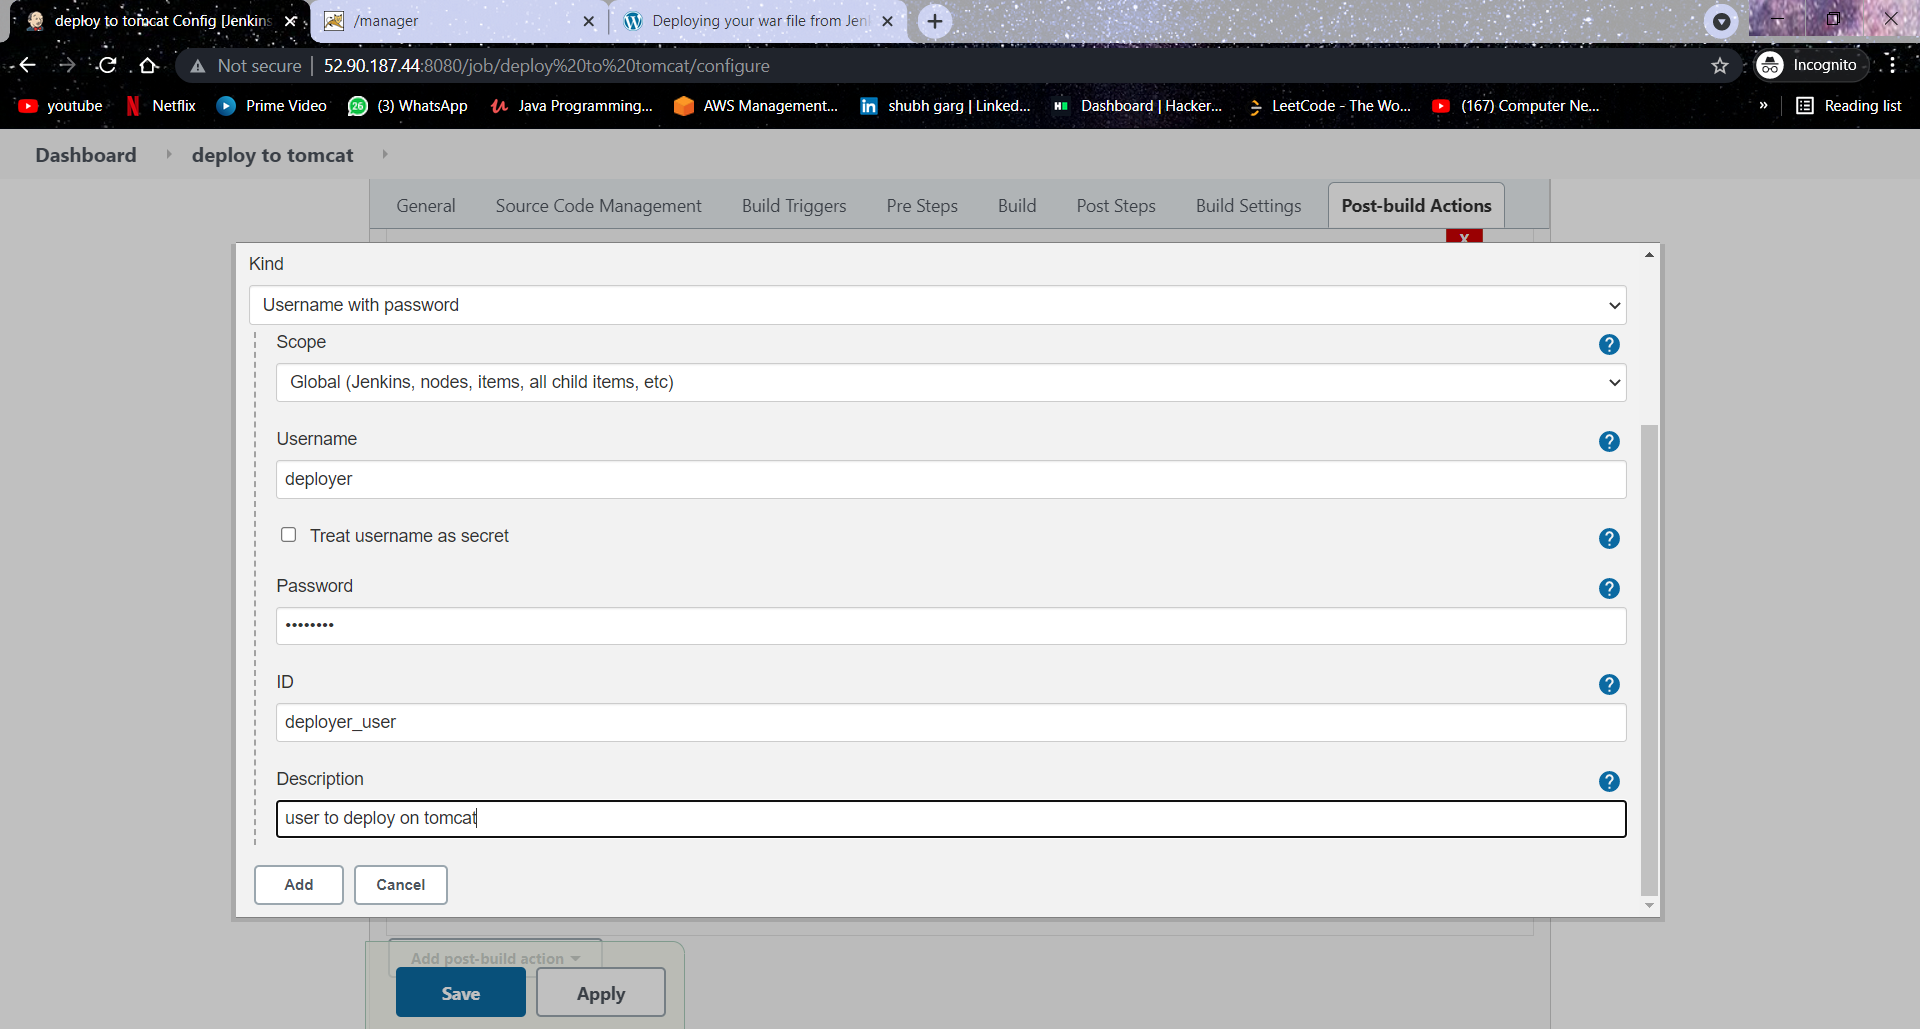 deploy to tomcat Config [Jenkins
/manager
Deploying your war file from Jen
Not secure | 52.90.187.44:8080/job/deploy%20to%20tomcat/configure
Incognito
youtube
Netflix
Prime Video
26
(3) WhatsApp
Java Programming...
AWS Management...
shubh garg | Linked...
Dashboard | Hacker...
LeetCode - The Wo...
(167) Computer Ne...
»
Reading list
Dashboard
deploy to tomcat
General
Source Code Management
Build Triggers
Pre Steps
Build
Post Steps
Build Settings
Post-build Actions
X
Kind
Username with password
Scope
?
Global (Jenkins, nodes, items, all child items, etc)
Username
?
deployer
Treat username as secret
?
Password
?
••••••••
ID
?
deployer_user
Description
?
user to deploy on tomcat
Add
Cancel
Add post-build action
Save
Apply